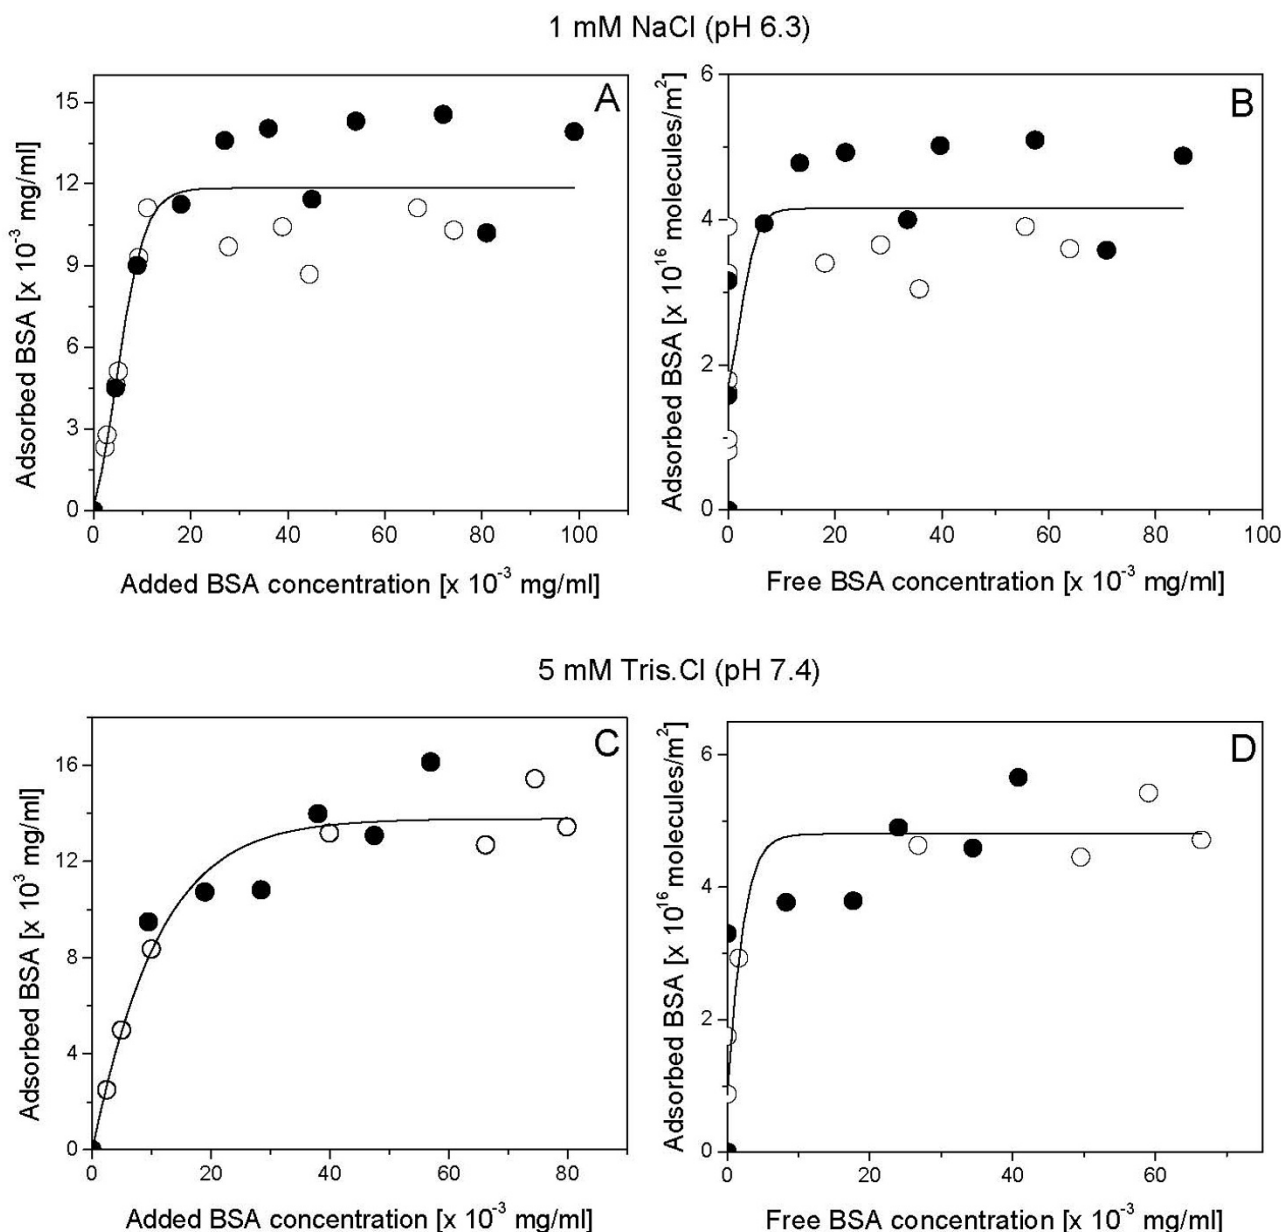 1 mM NaCl (pH 6.3)
A
15
12
9
6
3
0
Adsorbed BSA [x 10⁻³ mg/ml]
0 20 40 60 80 100
Added BSA concentration [x 10⁻³ mg/ml]
B
6
4
2
0
Adsorbed BSA [x 10¹⁶ molecules/m²]
0 20 40 60 80 100
Free BSA concentration [x 10⁻³ mg/ml]
5 mM Tris.Cl (pH 7.4)
C
16
12
8
4
0
Adsorbed BSA [x 10³ mg/ml]
0 20 40 60 80
Added BSA concentration [x 10⁻³ mg/ml]
D
6
4
2
0
Adsorbed BSA [x 10¹⁶ molecules/m²]
0 20 40 60
Free BSA concentration [x 10⁻³ mg/ml]